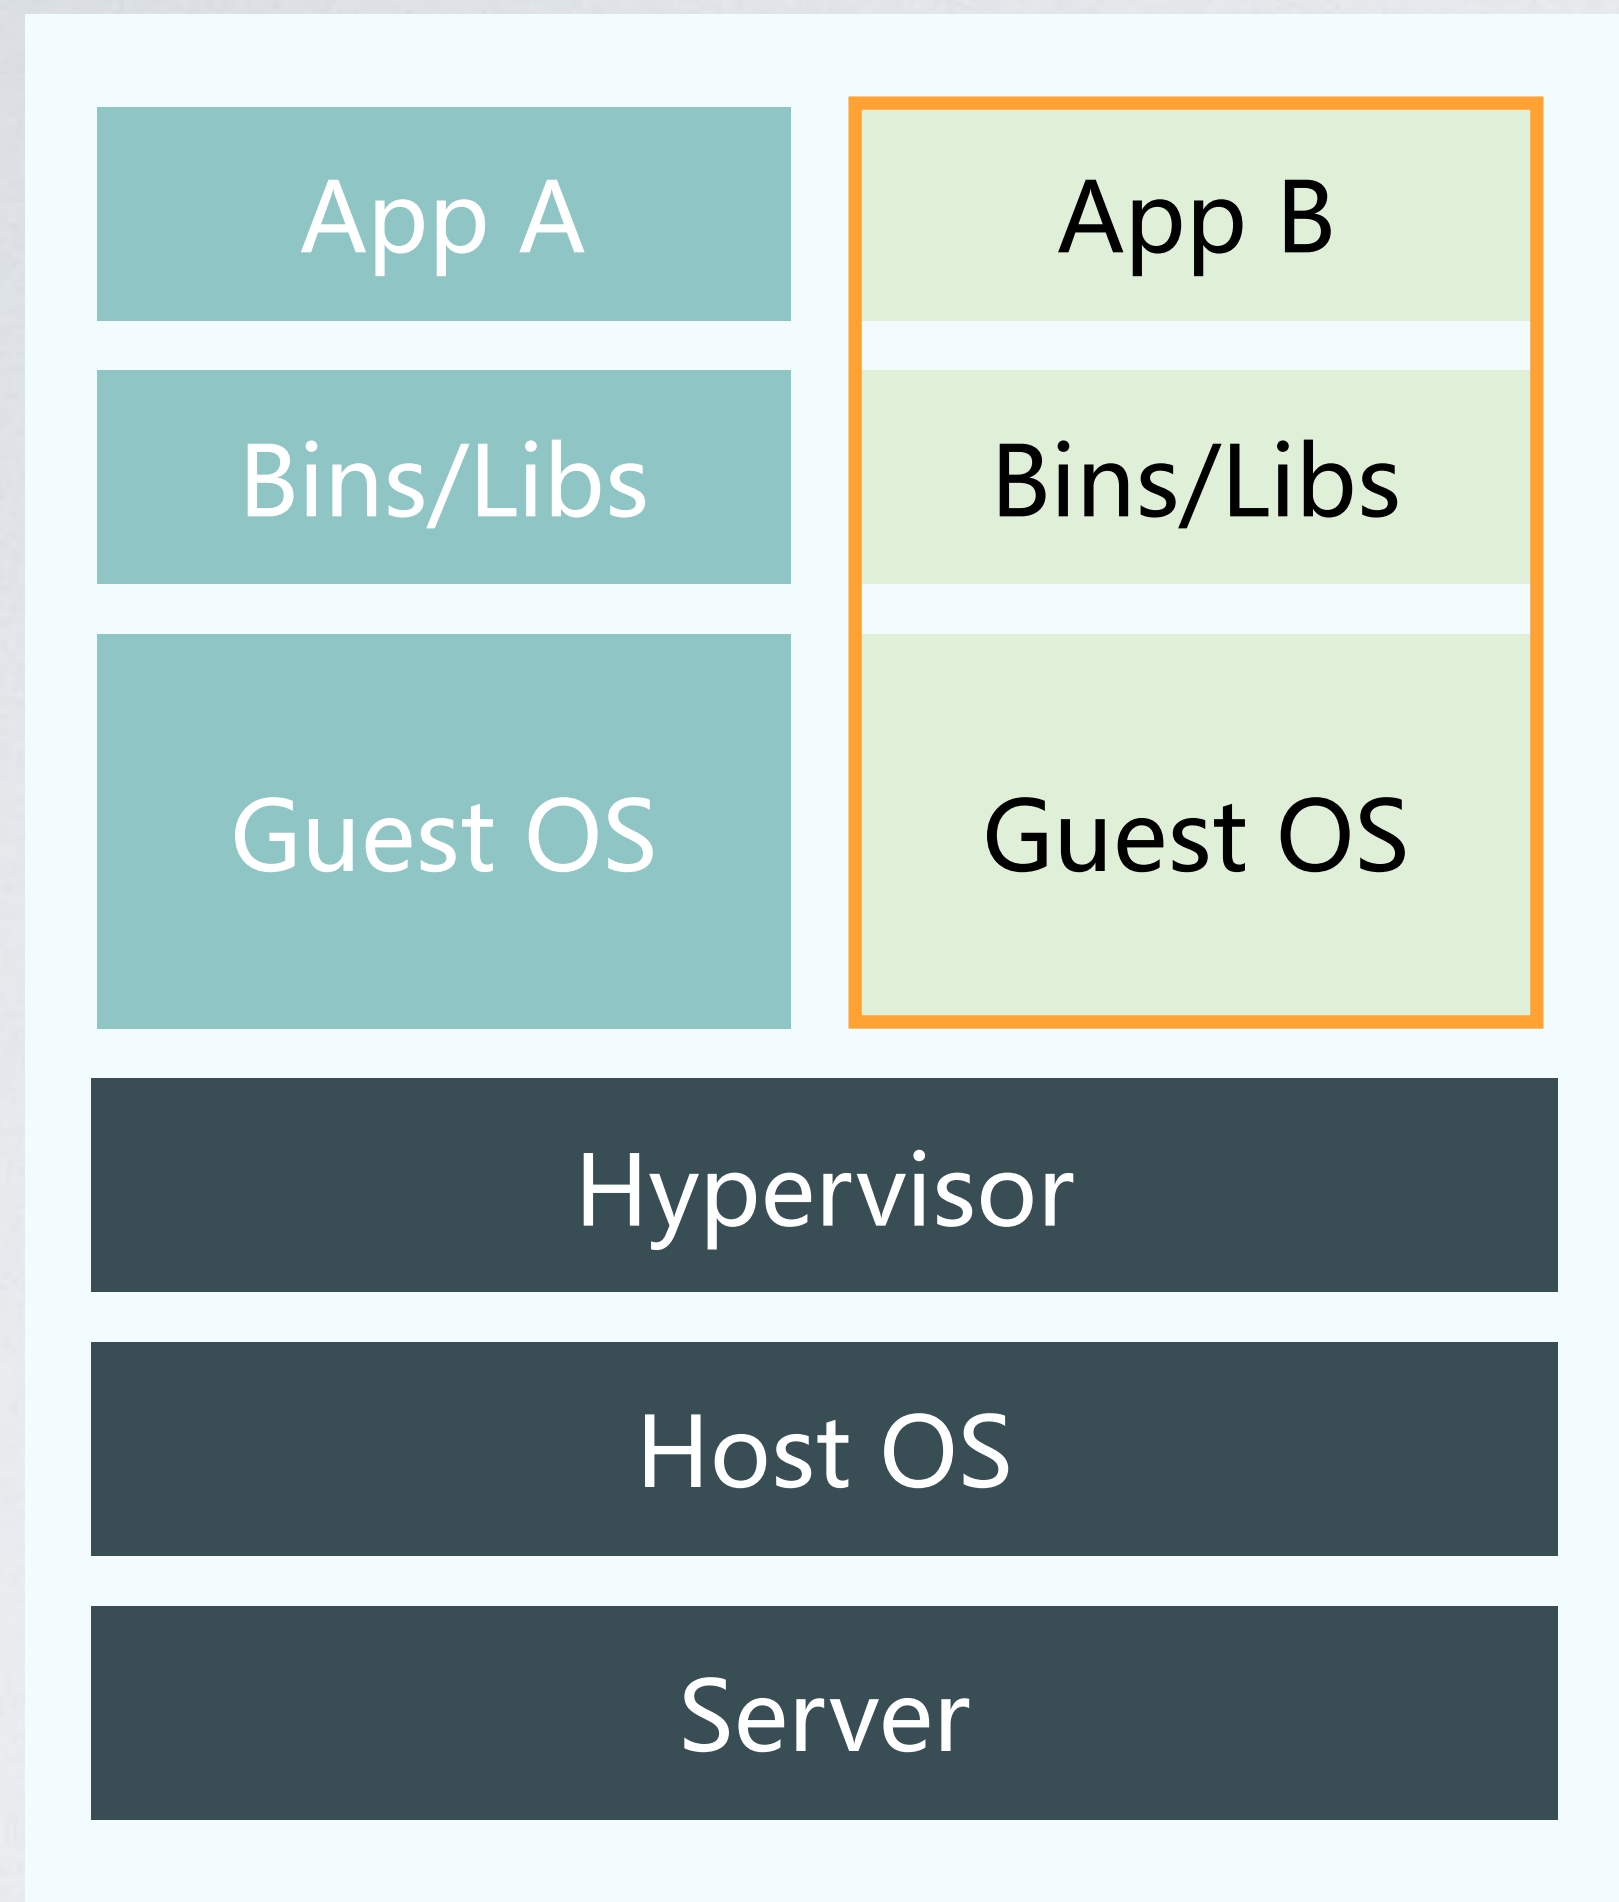 App A
App B
Bins/Libs
Bins/Libs
Guest OS
Guest OS
Hypervisor
Host OS
Server